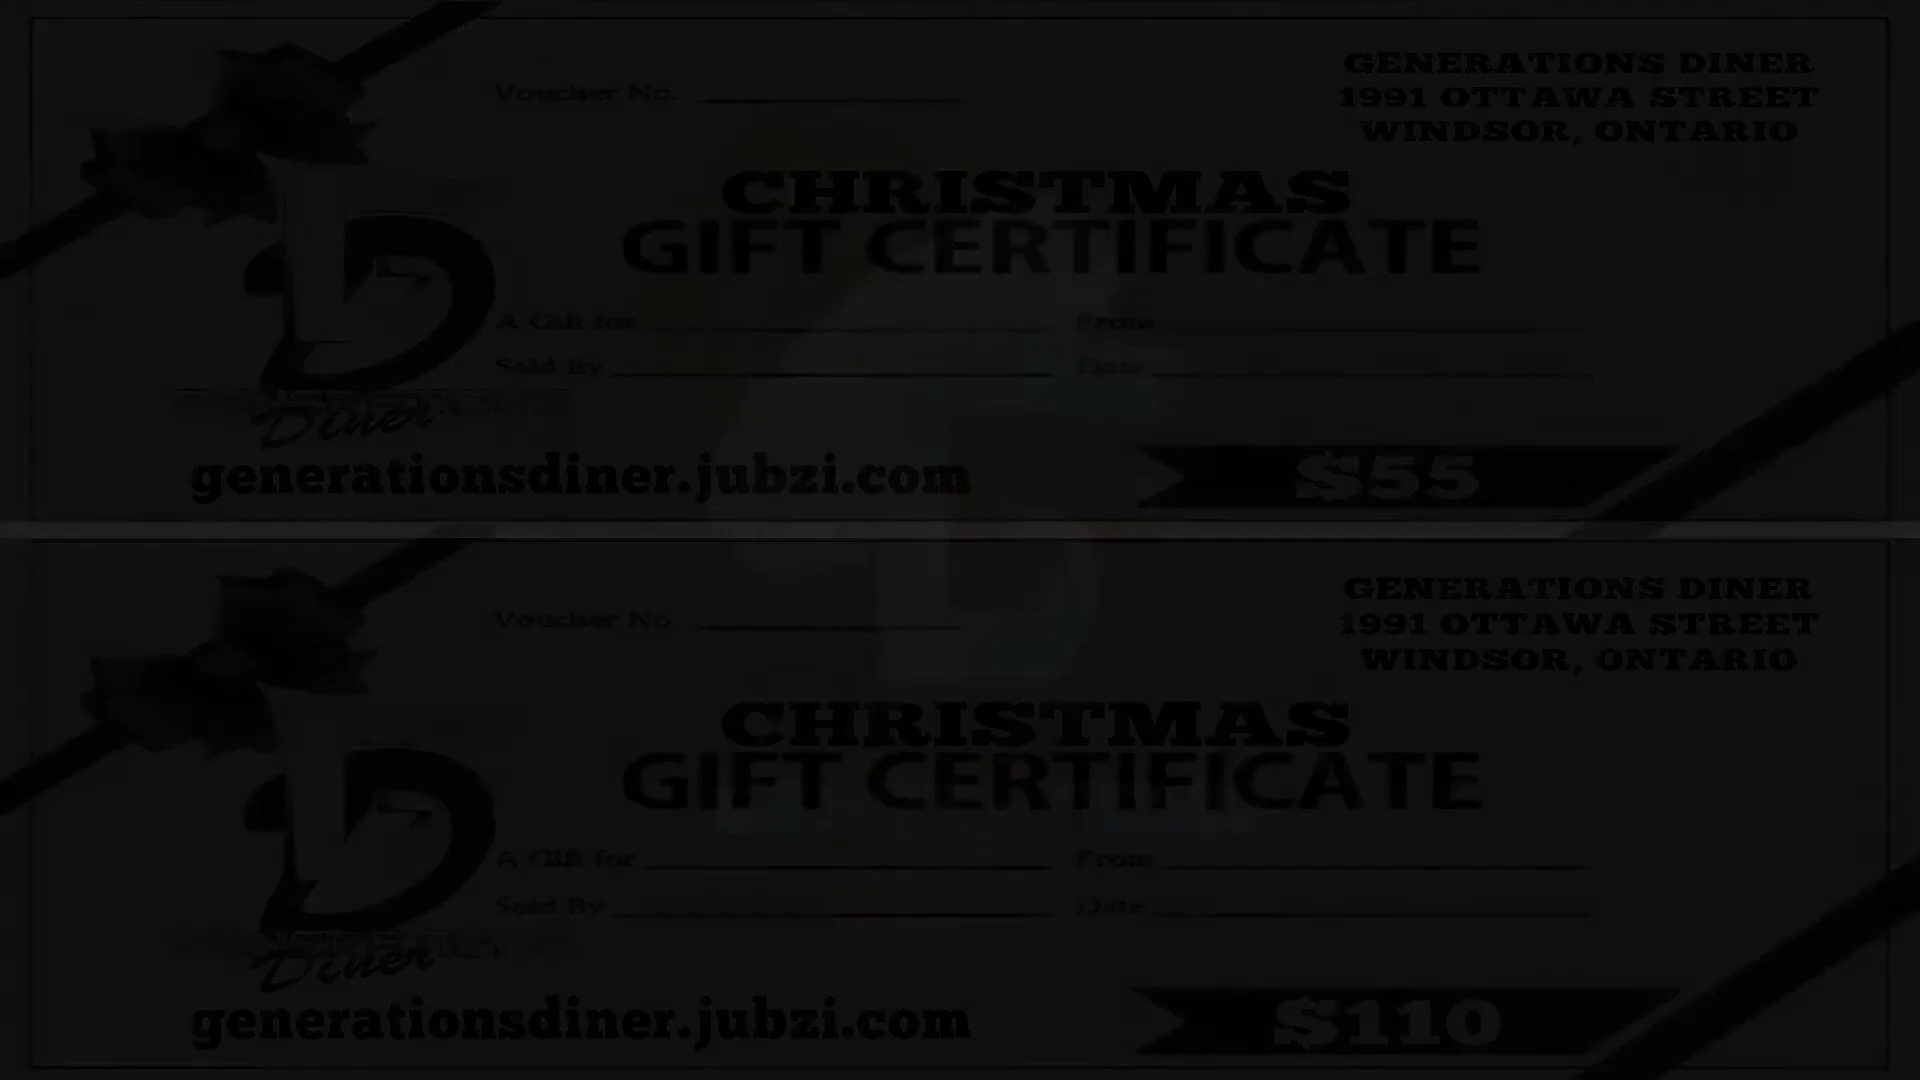 Voucher No.
GENERATIONS DINER
1991 OTTAWA STREET
WINDSOR, ONTARIO
CHRISTMAS
GIFT CERTIFICATE
A Gift for
From
Sold By
Date
Diner
generationsdiner.jubzi.com
$55
Voucher No.
GENERATIONS DINER
1991 OTTAWA STREET
WINDSOR, ONTARIO
CHRISTMAS
GIFT CERTIFICATE
A Gift for
From
Sold By
Date
Diner
generationsdiner.jubzi.com
$110